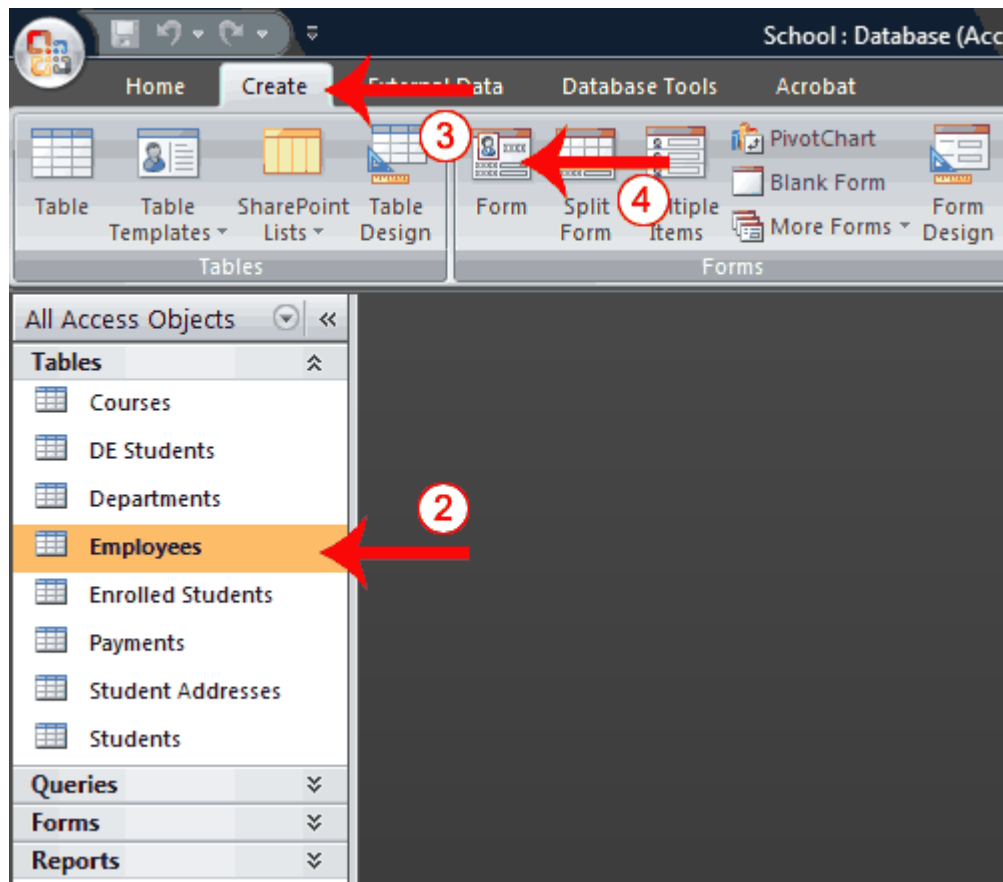 School : Database (Acc
Home Create External Data Database Tools Acrobat
3
4
Table
Table Templates
SharePoint Lists
Table Design
Tables
Form
Split Form
Items
PivotChart
Blank Form
More Forms
Form Design
Forms
All Access Objects
Tables
Courses
DE Students
Departments
2
Employees
Enrolled Students
Payments
Student Addresses
Students
Queries
Forms
Reports